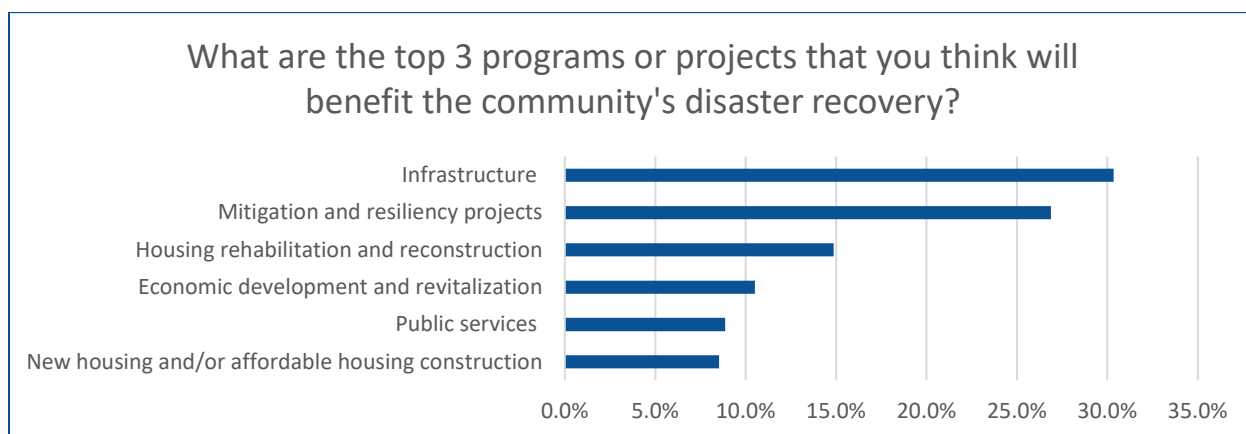 What are the top 3 programs or projects that you think will
benefit the community's disaster recovery?
Infrastructure
Mitigation and resiliency projects
Housing rehabilitation and reconstruction
Economic development and revitalization
Public services
New housing and/or affordable housing construction
0.0% 5.0% 10.0% 15.0% 20.0% 25.0% 30.0% 35.0%